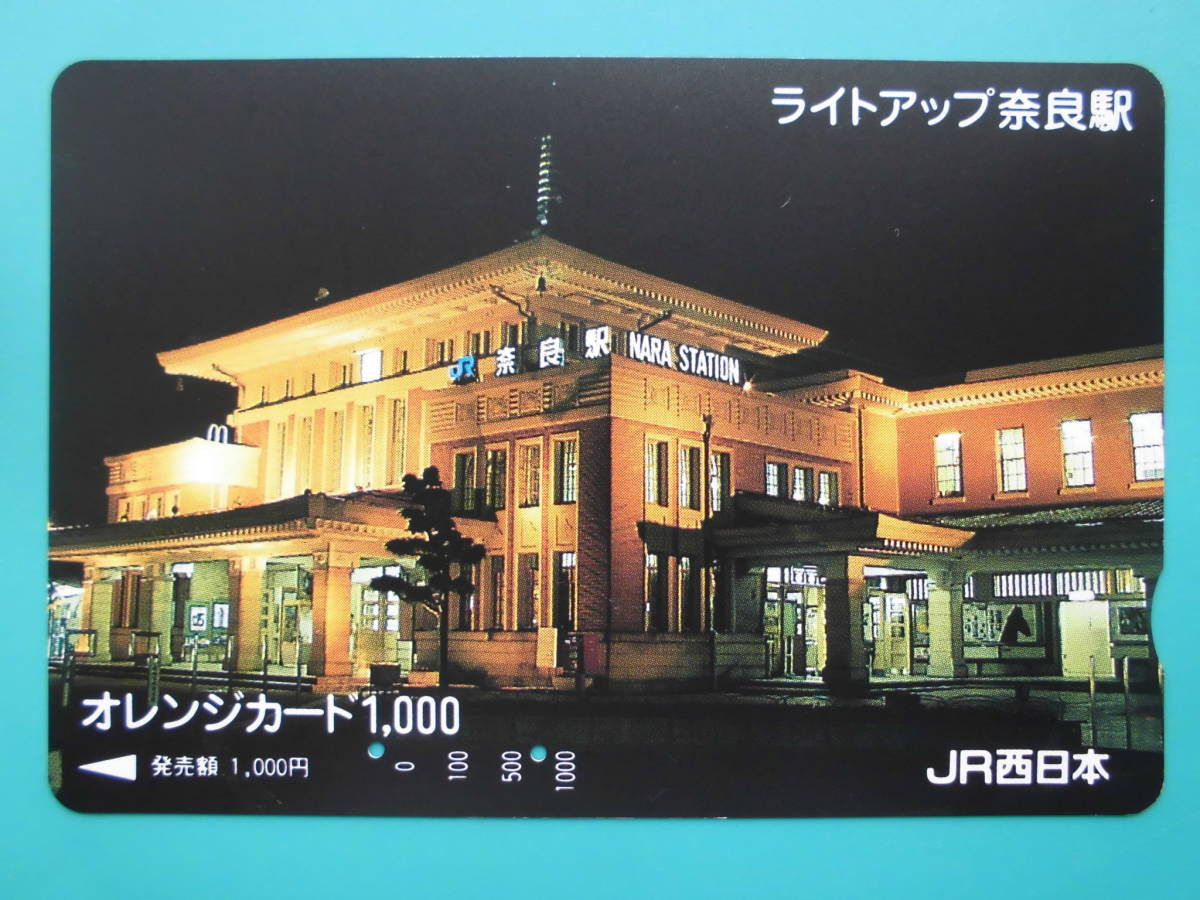 ライトアップ奈良駅
JR 奈良駅 NARA STATION
オレンジカード1,000
発売額 1,000円
0 100 500 1000
JR西日本